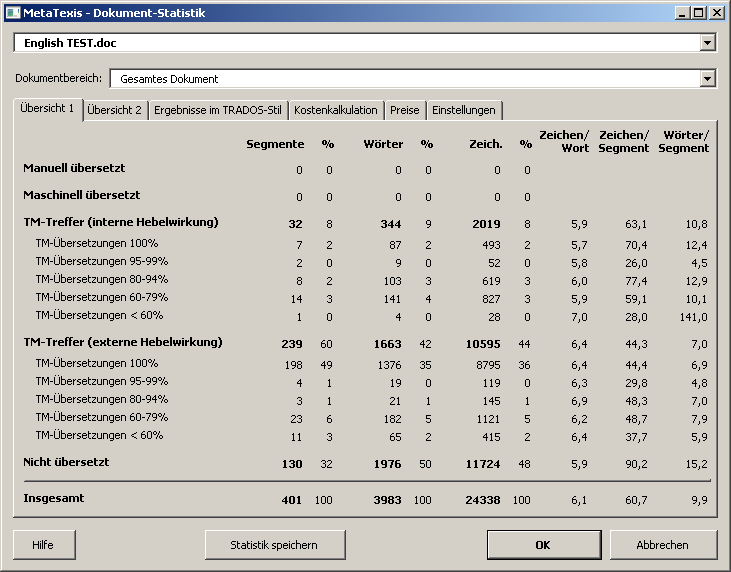 MetaTexis - Dokument-Statistik
English TEST.doc
Dokumentbereich: Gesamtes Dokument
Übersicht 1 Übersicht 2 Ergebnisse im TRADOS-Stil Kostenkalkulation Preise Einstellungen
Segmente % Wörter % Zeich. % Zeichen/ Wort Zeichen/ Segment Wörter/ Segment
Manuell übersetzt 0 0 0 0 0 0
Maschinell übersetzt 0 0 0 0 0 0
TM-Treffer (interne Hebelwirkung) 32 8 344 9 2019 8 5,9 63,1 10,8
TM-Übersetzungen 100% 7 2 87 2 493 2 5,7 70,4 12,4
TM-Übersetzungen 95-99% 2 0 9 0 52 0 5,8 26,0 4,5
TM-Übersetzungen 80-94% 8 2 103 3 619 3 6,0 77,4 12,9
TM-Übersetzungen 60-79% 14 3 141 4 827 3 5,9 59,1 10,1
TM-Übersetzungen < 60% 1 0 4 0 28 0 7,0 28,0 141,0
TM-Treffer (externe Hebelwirkung) 239 60 1663 42 10595 44 6,4 44,3 7,0
TM-Übersetzungen 100% 198 49 1376 35 8795 36 6,4 44,4 6,9
TM-Übersetzungen 95-99% 4 1 19 0 119 0 6,3 29,8 4,8
TM-Übersetzungen 80-94% 3 1 21 1 145 1 6,9 48,3 7,0
TM-Übersetzungen 60-79% 23 6 182 5 1121 5 6,2 48,7 7,9
TM-Übersetzungen < 60% 11 3 65 2 415 2 6,4 37,7 5,9
Nicht übersetzt 130 32 1976 50 11724 48 5,9 90,2 15,2
Insgesamt 401 100 3983 100 24338 100 6,1 60,7 9,9
Hilfe Statistik speichern OK Abbrechen